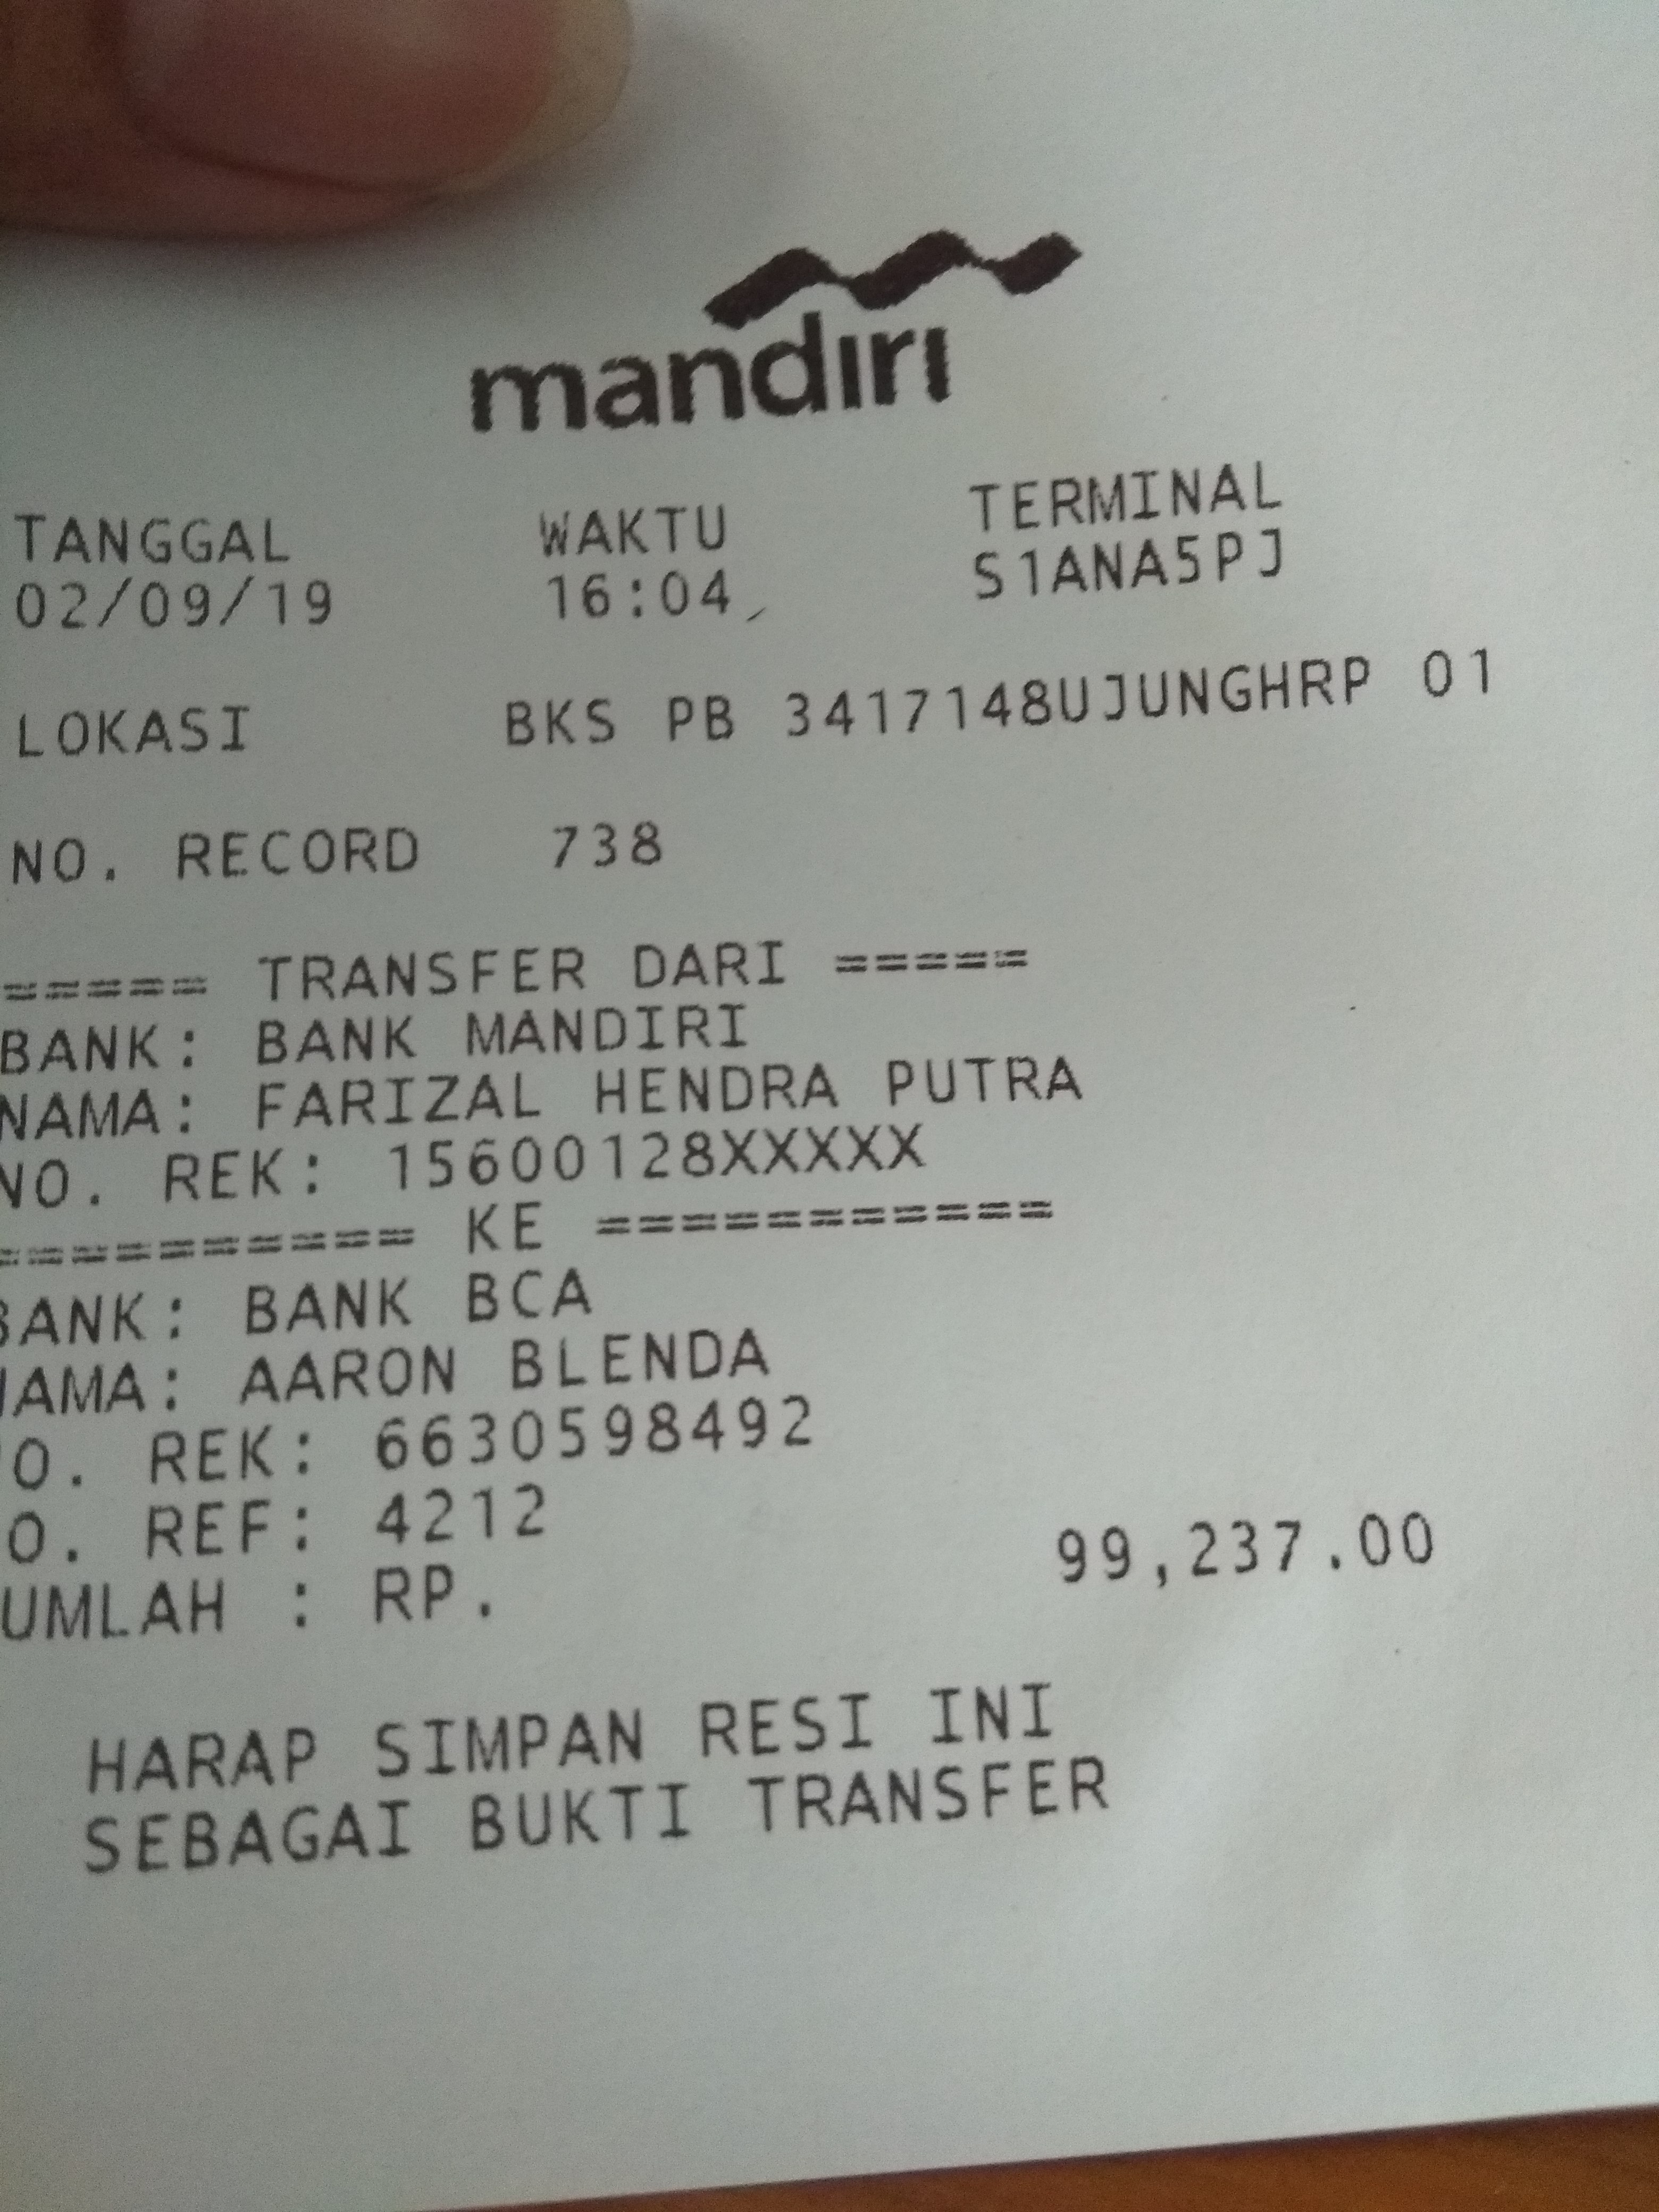 mandırı
TANGGAL WAKTU TERMINAL
02/09/19 16:04 S1ANA5PJ
LOKASI BKS PB 3417148UJUNGHRP 01
NO. RECORD 738
===== TRANSFER DARI =====
BANK: BANK MANDIRI
NAMA: FARIZAL HENDRA PUTRA
NO. REK: 15600128XXXXX
=========== KE ===========
BANK: BANK BCA
NAMA: AARON BLENDA
O. REK: 6630598492
O. REF: 4212
UMLAH : RP. 99,237.00
HARAP SIMPAN RESI INI
SEBAGAI BUKTI TRANSFER